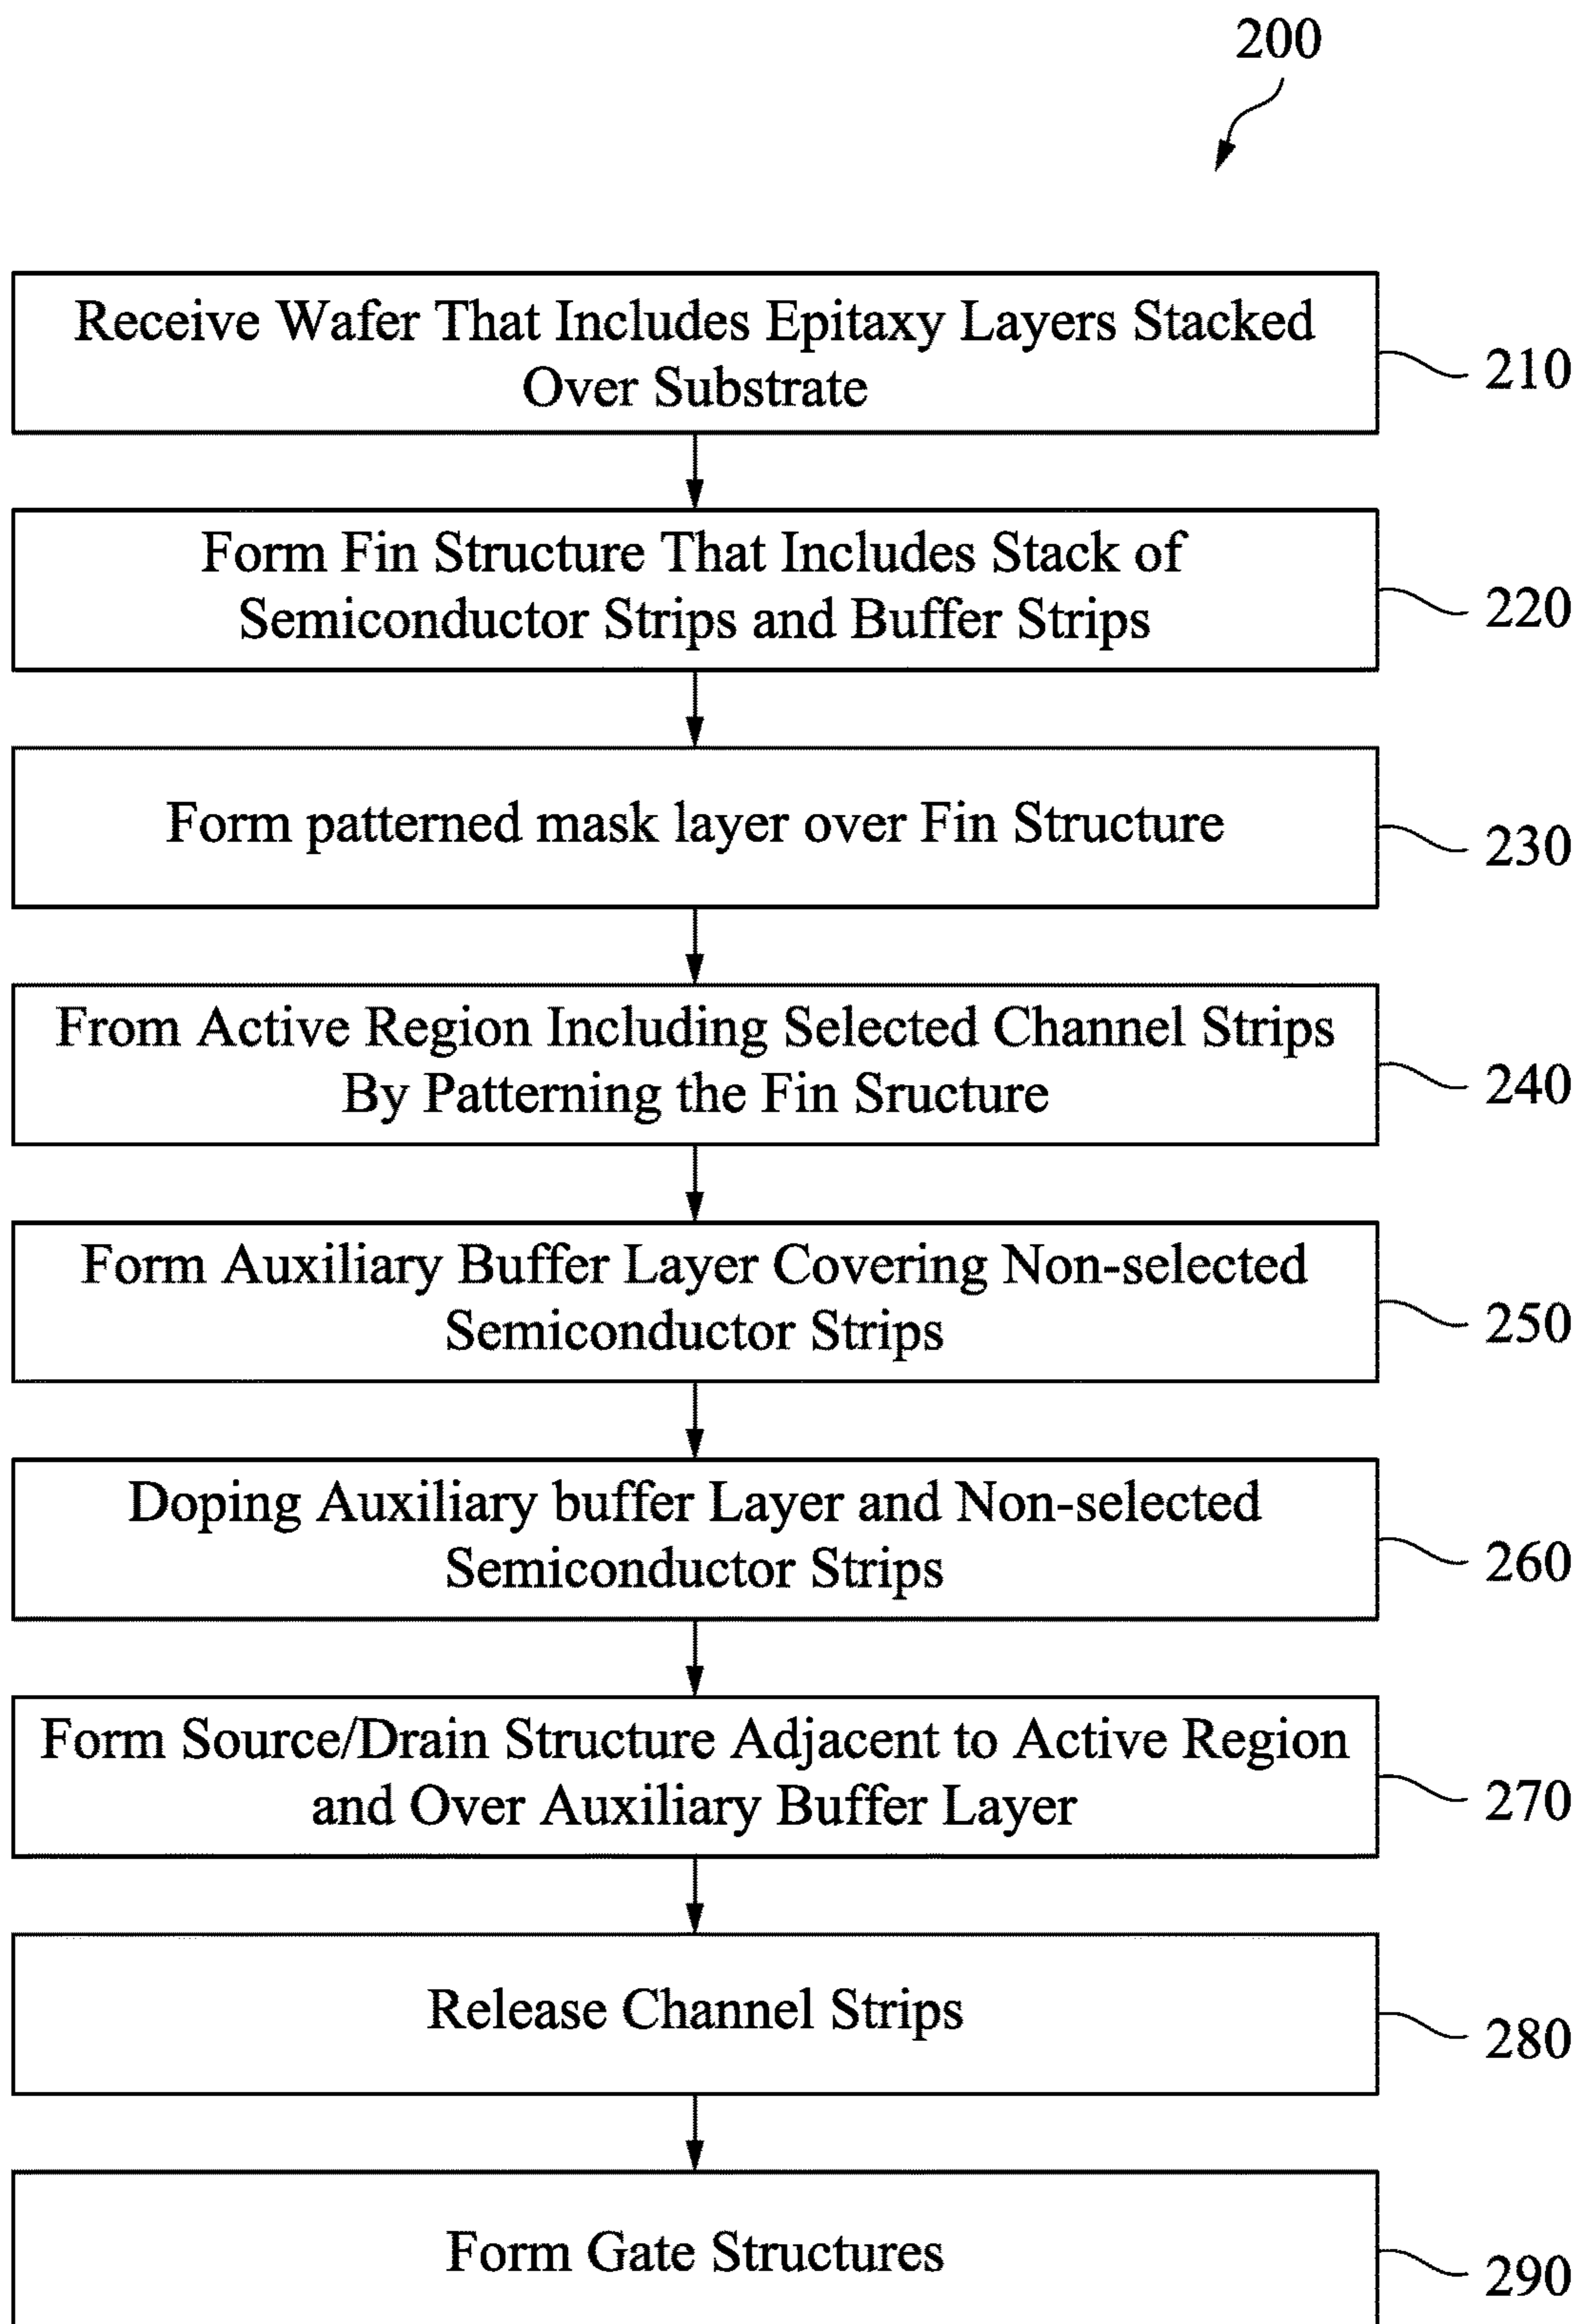 200
Receive Wafer That Includes Epitaxy Layers Stacked
Over Substrate
210
Form Fin Structure That Includes Stack of
Semiconductor Strips and Buffer Strips
220
Form patterned mask layer over Fin Structure
230
From Active Region Including Selected Channel Strips
By Patterning the Fin Sructure
240
Form Auxiliary Buffer Layer Covering Non-selected
Semiconductor Strips
250
Doping Auxiliary buffer Layer and Non-selected
Semiconductor Strips
260
Form Source/Drain Structure Adjacent to Active Region
and Over Auxiliary Buffer Layer
270
Release Channel Strips
280
Form Gate Structures
290